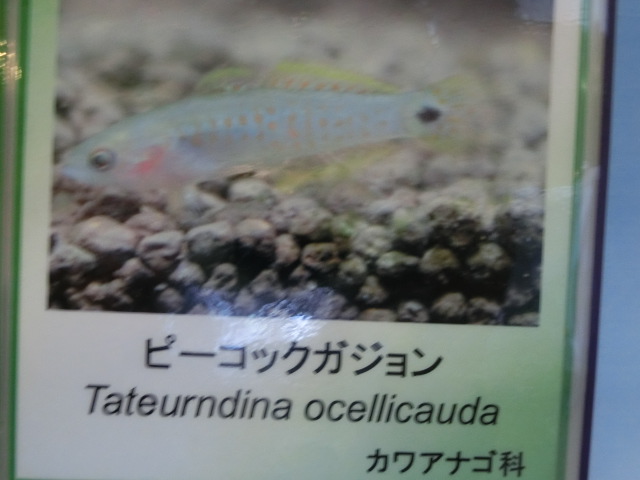 ピーコックガジョン
Tateurndina ocellicauda
カワアナゴ科